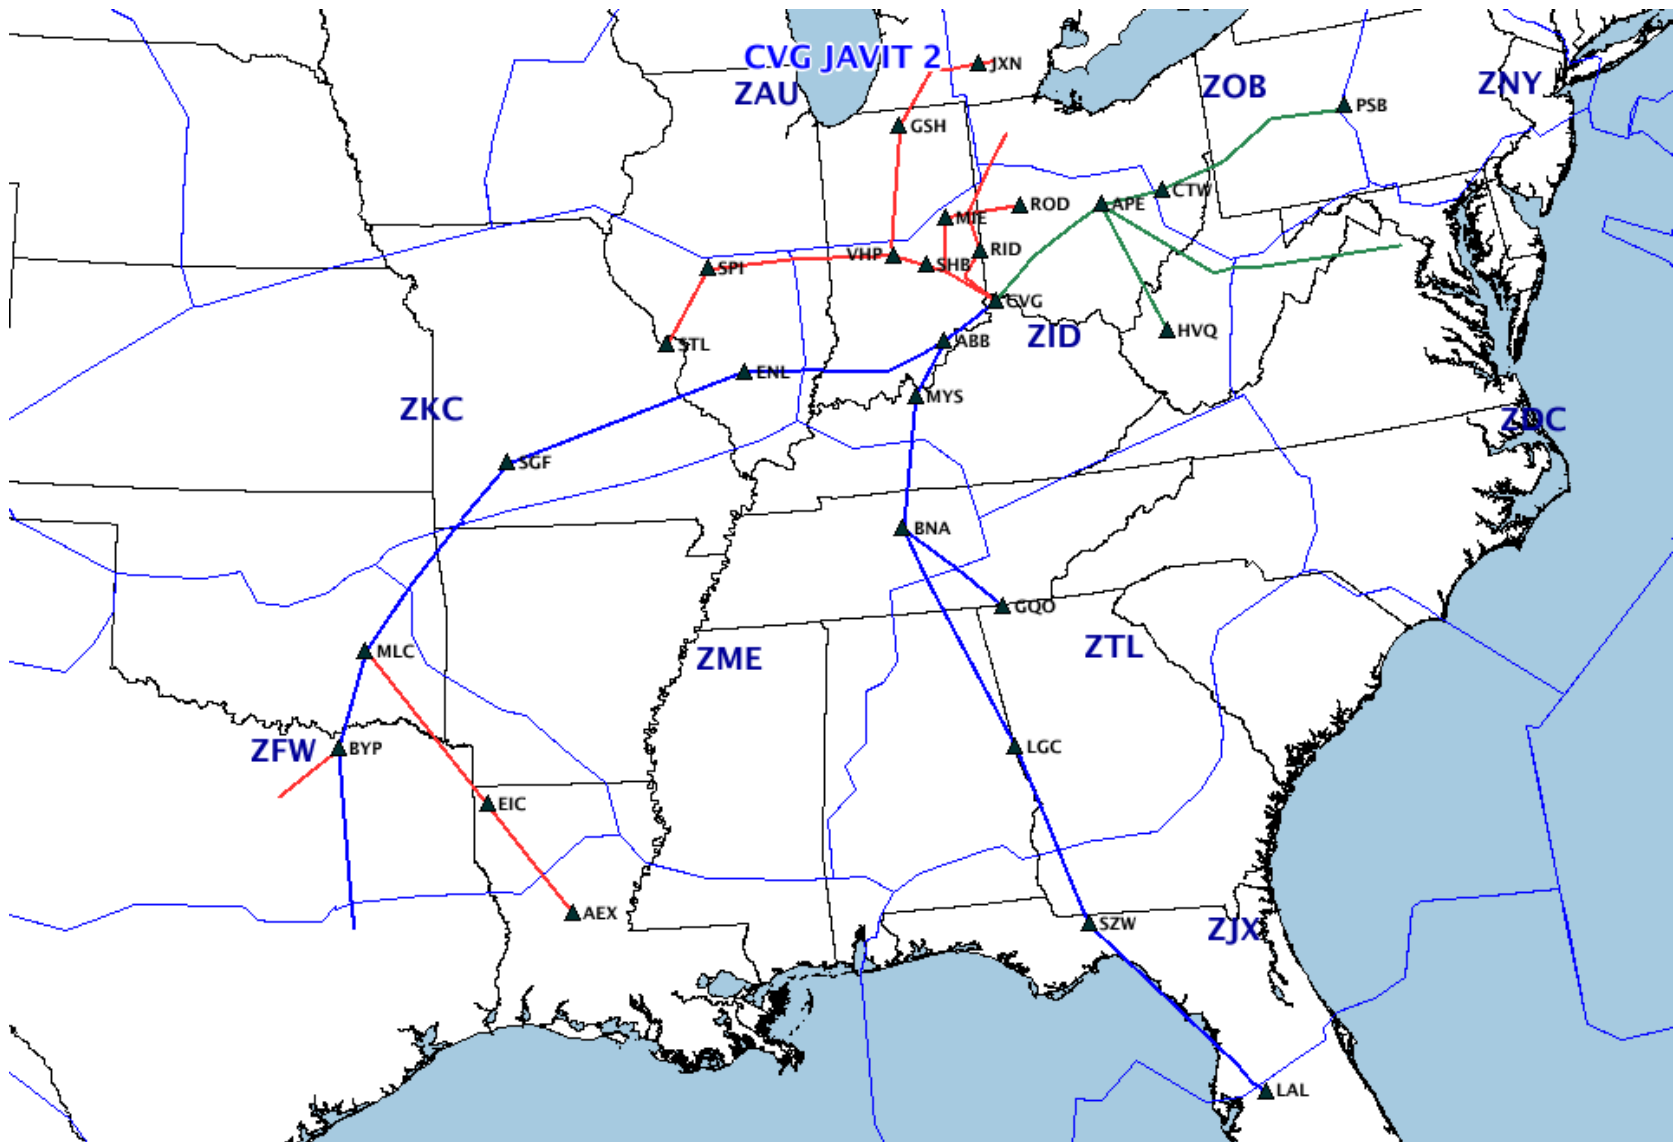 CVG JAVIT 2
JXN
ZAU
ZOB
ZNY
PSB
GSH
CTW
ROD
APE
MIE
RID
VHP
SHB
SPI
CVG
HVQ
ZID
STL
ABB
ENL
MYS
ZKC
ZDC
SGF
BNA
GQO
MLC
ZME
ZTL
ZFW
BYP
LGC
EIC
AEX
SZW
ZJX
LAL